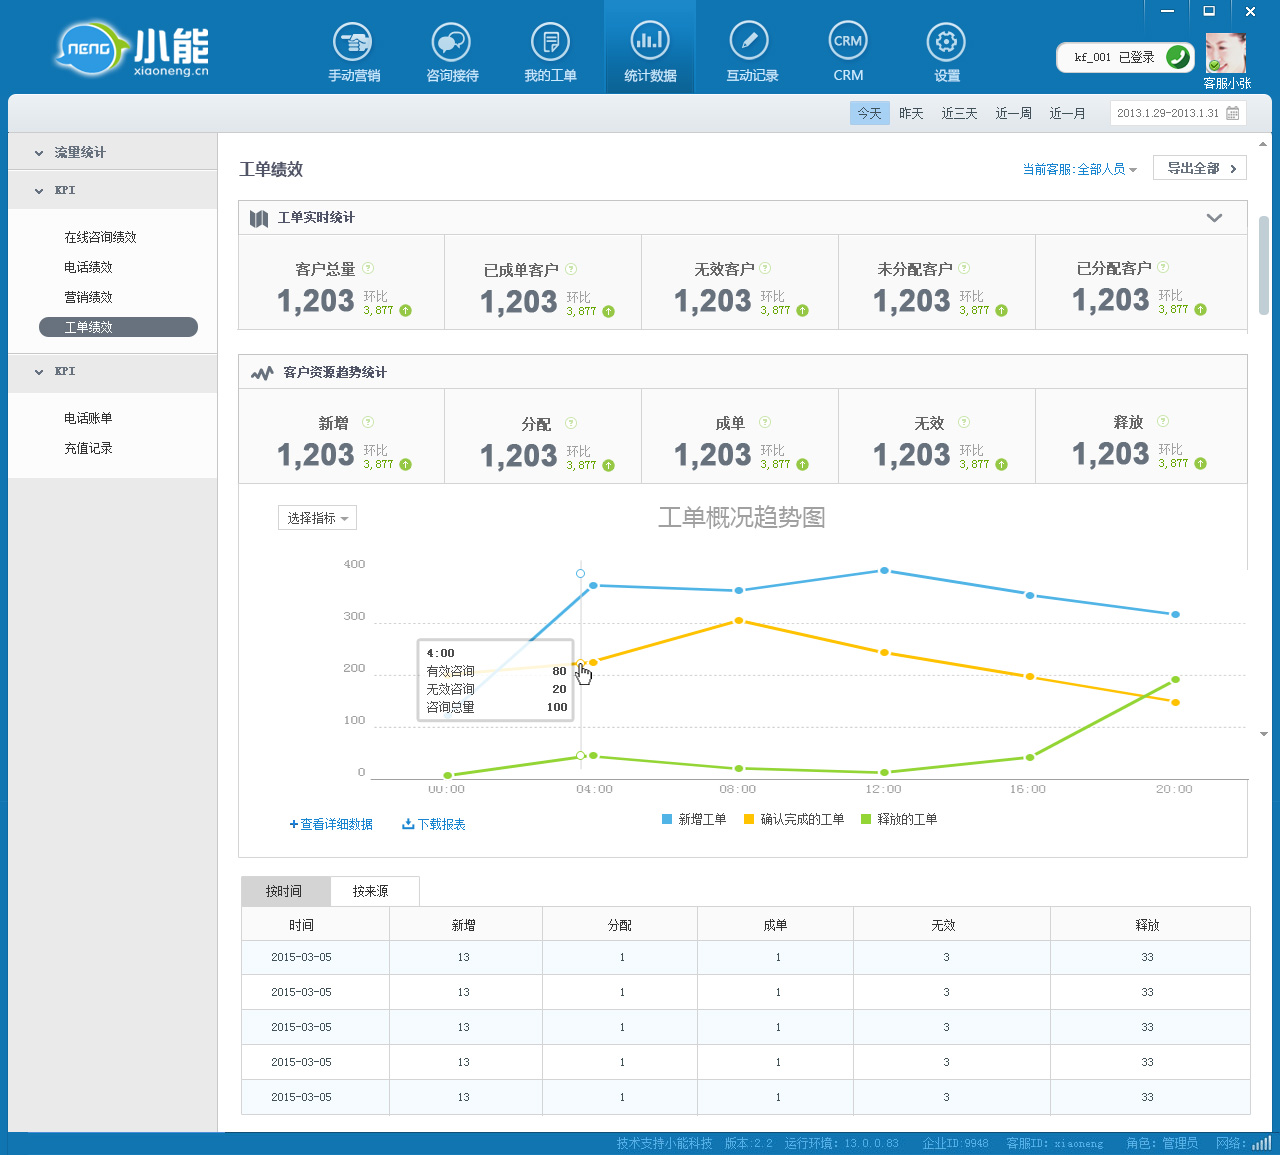 NENG 小能
xiaoneng.cn
手动营销 咨询接待 我的工单 统计数据 互动记录 CRM CRM 设置
kf_001 已登录
客服小张
今天 昨天 近三天 近一周 近一月 2013.1.29-2013.1.31
流量统计
KPI
在线咨询绩效
电话绩效
营销绩效
工单绩效
KPI
电话账单
充值记录
工单绩效 当前客服:全部人员 导出全部
工单实时统计
客户总量 ? 已成单客户 ? 无效客户 ? 未分配客户 ? 已分配客户 ?
1,203 环比 3,877 1,203 环比 3,877 1,203 环比 3,877 1,203 环比 3,877 1,203 环比 3,877
客户资源趋势统计
新增 ? 分配 ? 成单 ? 无效 ? 释放 ?
1,203 环比 3,877 1,203 环比 3,877 1,203 环比 3,877 1,203 环比 3,877 1,203 环比 3,877
选择指标 工单概况趋势图
400
300
200
100
0
4:00
有效咨询 80
无效咨询 20
咨询总量 100
00:00 04:00 08:00 12:00 16:00 20:00
新增工单 确认完成的工单 释放的工单
+查看详细数据 下载报表
按时间 按来源
时间 新增 分配 成单 无效 释放
2015-03-05 13 1 1 3 33
2015-03-05 13 1 1 3 33
2015-03-05 13 1 1 3 33
2015-03-05 13 1 1 3 33
2015-03-05 13 1 1 3 33
技术支持小能科技 版本:2.2 运行环境: 13.0.0.83 企业ID:9948 客服ID: xiaoneng 角色: 管理员 网络: